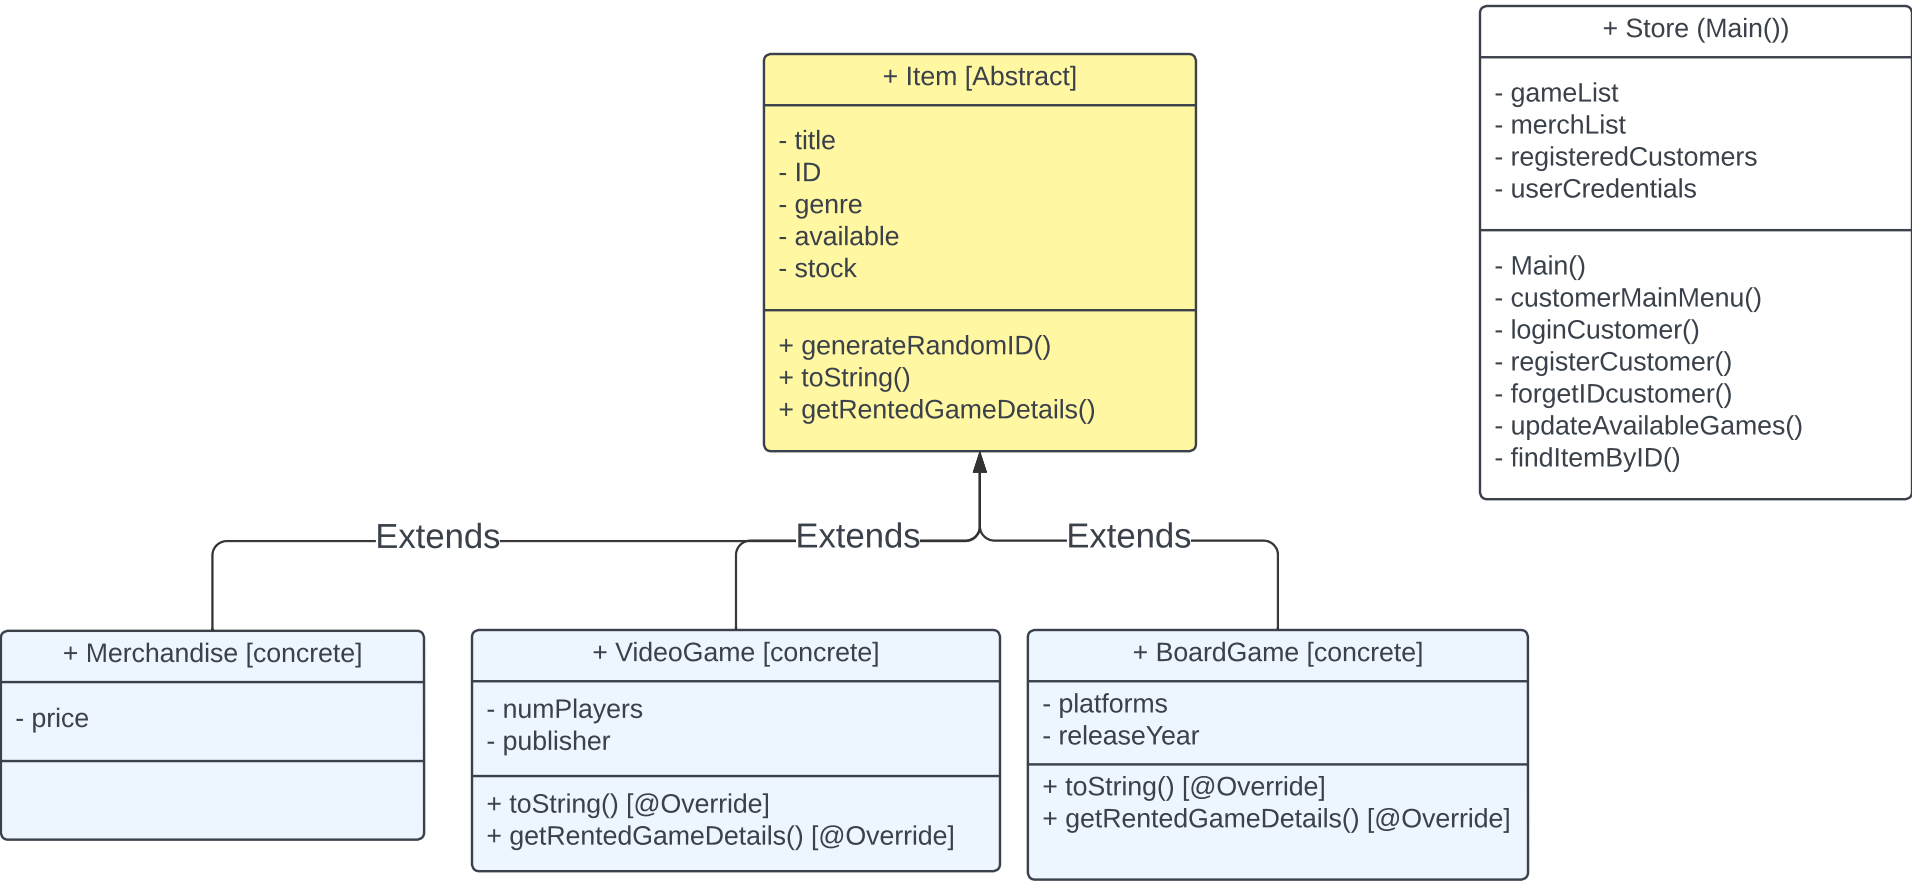 + Store (Main())
- gameList
- merchList
- registeredCustomers
- userCredentials
- Main()
- customerMainMenu()
- loginCustomer()
- registerCustomer()
- forgetIDcustomer()
- updateAvailableGames()
- findItemByID()
+ Item [Abstract]
- title
- ID
- genre
- available
- stock
+ generateRandomID()
+ toString()
+ getRentedGameDetails()
Extends
Extends
Extends
+ Merchandise [concrete]
- price
+ VideoGame [concrete]
- numPlayers
- publisher
+ toString() [@Override]
+ getRentedGameDetails() [@Override]
+ BoardGame [concrete]
- platforms
- releaseYear
+ toString() [@Override]
+ getRentedGameDetails() [@Override]